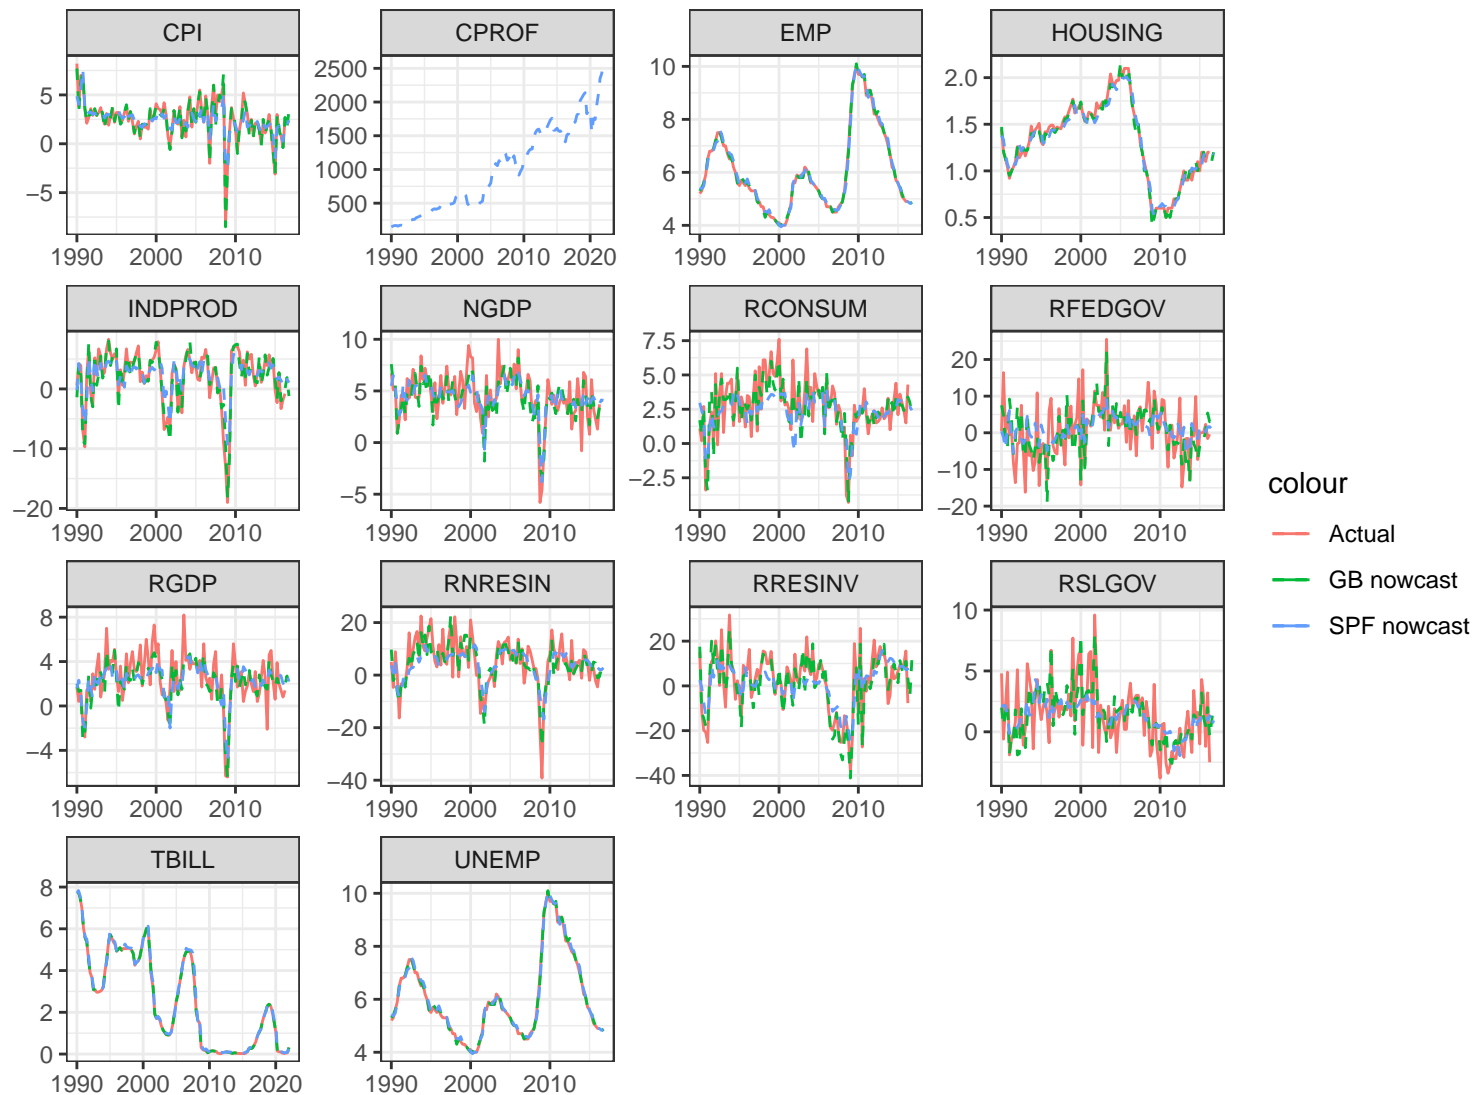 CPI CPROF EMP HOUSING
5
0
−5
1990 2000 2010
2500
2000
1500
1000
500
1990 2000 2010 2020
10
8
6
4
1990 2000 2010
2.0
1.5
1.0
0.5
1990 2000 2010
INDPROD NGDP RCONSUM RFEDGOV
0
−10
−20
1990 2000 2010
10
5
0
−5
1990 2000 2010
7.5
5.0
2.5
0.0
−2.5
1990 2000 2010
20
10
0
−10
−20
1990 2000 2010
RGDP RNRESIN RRESINV RSLGOV
8
4
0
−4
1990 2000 2010
20
0
−20
−40
1990 2000 2010
20
0
−20
−40
1990 2000 2010
10
5
0
1990 2000 2010
TBILL UNEMP
8
6
4
2
0
1990 2000 2010 2020
10
8
6
4
1990 2000 2010
colour
Actual
GB nowcast
SPF nowcast